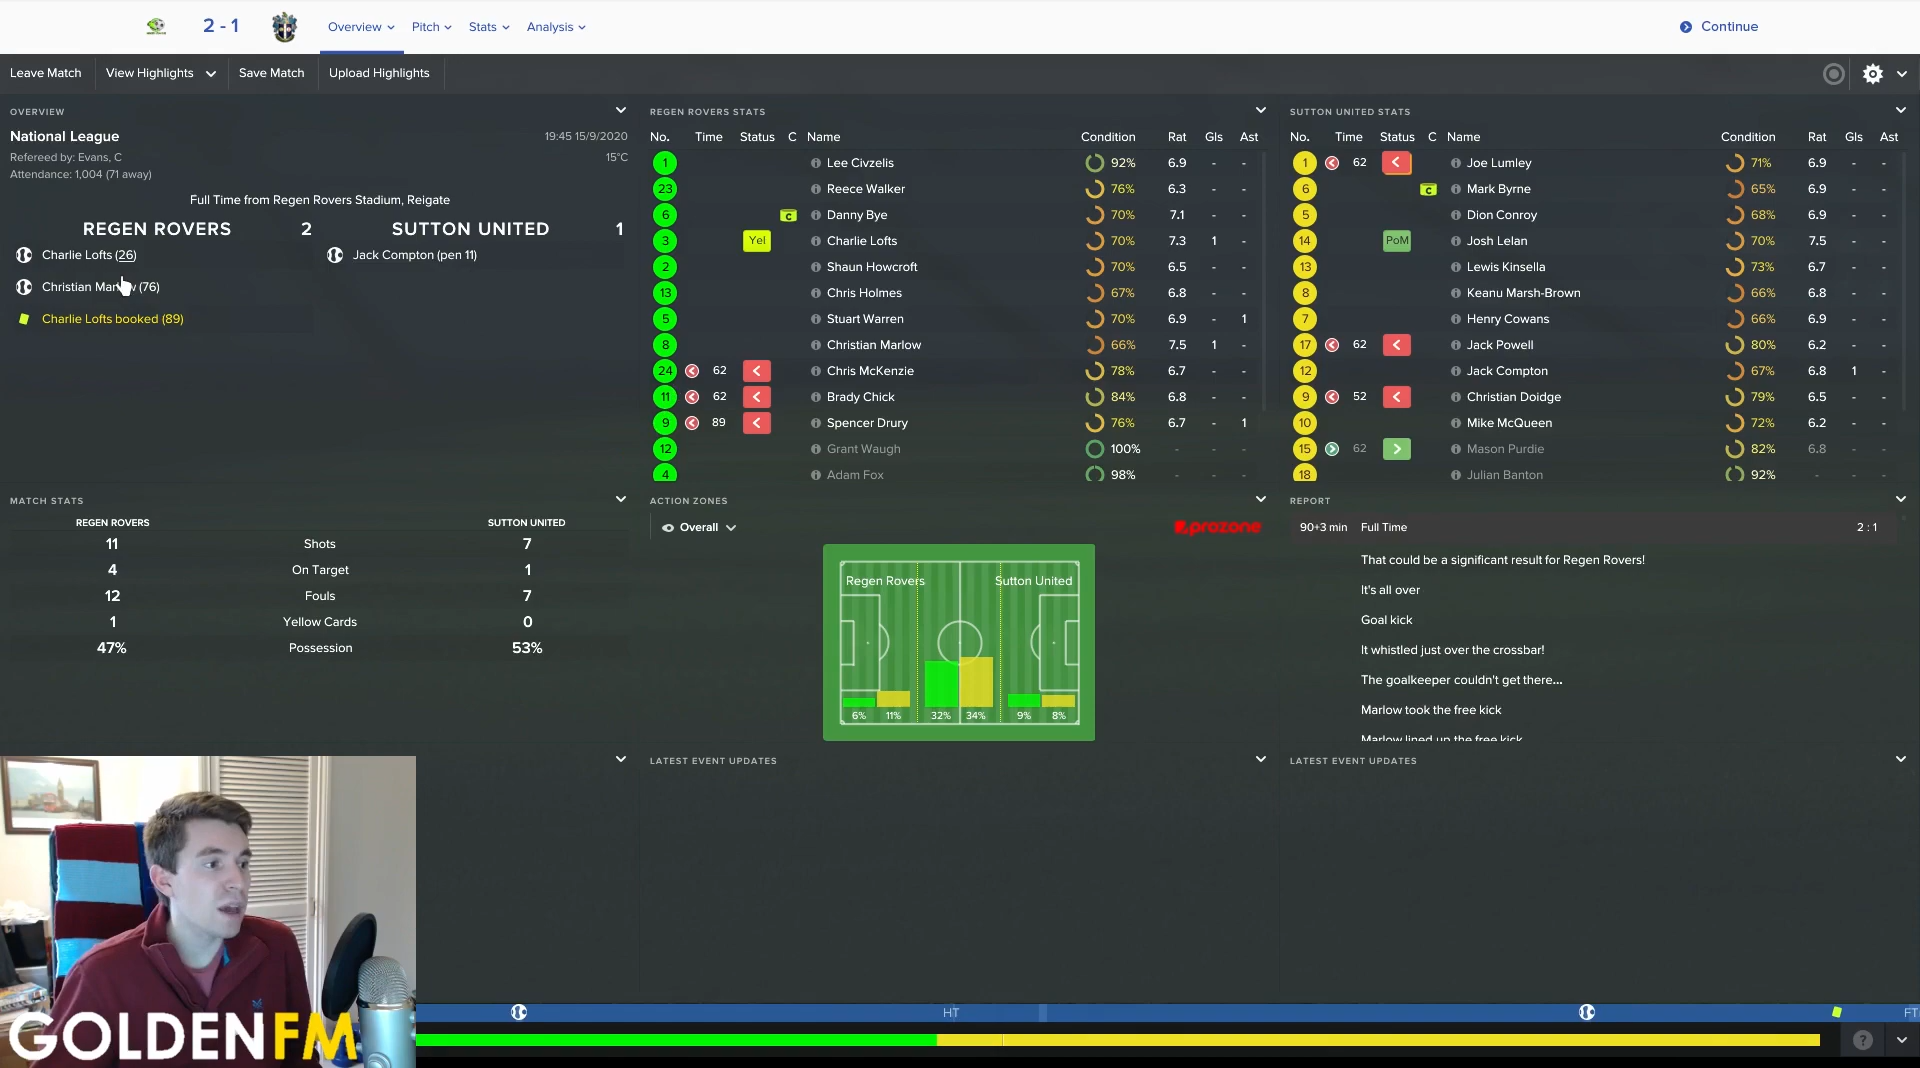 2 - 1 Overview Pitch Stats Analysis Continue
Leave Match View Highlights Save Match Upload Highlights
OVERVIEW
National League 19:45 15/9/2020
Refereed by: Evans, C 15°C
Attendance: 1,004 (71 away)
Full Time from Regen Rovers Stadium, Reigate
REGEN ROVERS 2 SUTTON UNITED 1
Charlie Lofts (26) Jack Compton (pen 11)
Christian (76)
Charlie Lofts booked (89)
REGEN ROVERS STATS
No. Time Status C Name Condition Rat Gls Ast
1 Lee Civzelis 92% 6.9 - -
23 Reece Walker 76% 6.3 - -
6 C Danny Bye 70% 7.1 - -
3 Yel Charlie Lofts 70% 7.3 1 -
2 Shaun Howcroft 70% 6.5 - -
13 Chris Holmes 67% 6.8 - -
5 Stuart Warren 70% 6.9 - 1
8 Christian Marlow 66% 7.5 1 -
24 62 Chris McKenzie 78% 6.7 - -
11 62 Brady Chick 84% 6.8 - -
9 89 Spencer Drury 76% 6.7 - 1
12 Grant Waugh 100% - - -
4 Adam Fox 98% - - -
SUTTON UNITED STATS
No. Time Status C Name Condition Rat Gls Ast
1 62 Joe Lumley 71% 6.9 - -
6 C Mark Byrne 65% 6.9 - -
5 Dion Conroy 68% 6.9 - -
14 PoM Josh Lelan 70% 7.5 - -
13 Lewis Kinsella 73% 6.7 - -
8 Keanu Marsh-Brown 66% 6.8 - -
7 Henry Cowans 66% 6.9 - -
17 62 Jack Powell 80% 6.2 - -
12 Jack Compton 67% 6.8 1 -
9 52 Christian Doidge 79% 6.5 - -
10 Mike McQueen 72% 6.2 - -
15 62 Mason Purdie 82% 6.8 - -
18 Julian Banton 92% - - -
MATCH STATS
REGEN ROVERS SUTTON UNITED
11 Shots 7
4 On Target 1
12 Fouls 7
1 Yellow Cards 0
47% Possession 53%
ACTION ZONES
Overall prozone
Regen Rovers Sutton United
6% 11% 32% 34% 9% 8%
REPORT
90+3 min Full Time 2 : 1
That could be a significant result for Regen Rovers!
It's all over
Goal kick
It whistled just over the crossbar!
The goalkeeper couldn't get there...
Marlow took the free kick
Marlow lined up the free kick
LATEST EVENT UPDATES
LATEST EVENT UPDATES
HT FT
GOLDENFM
?